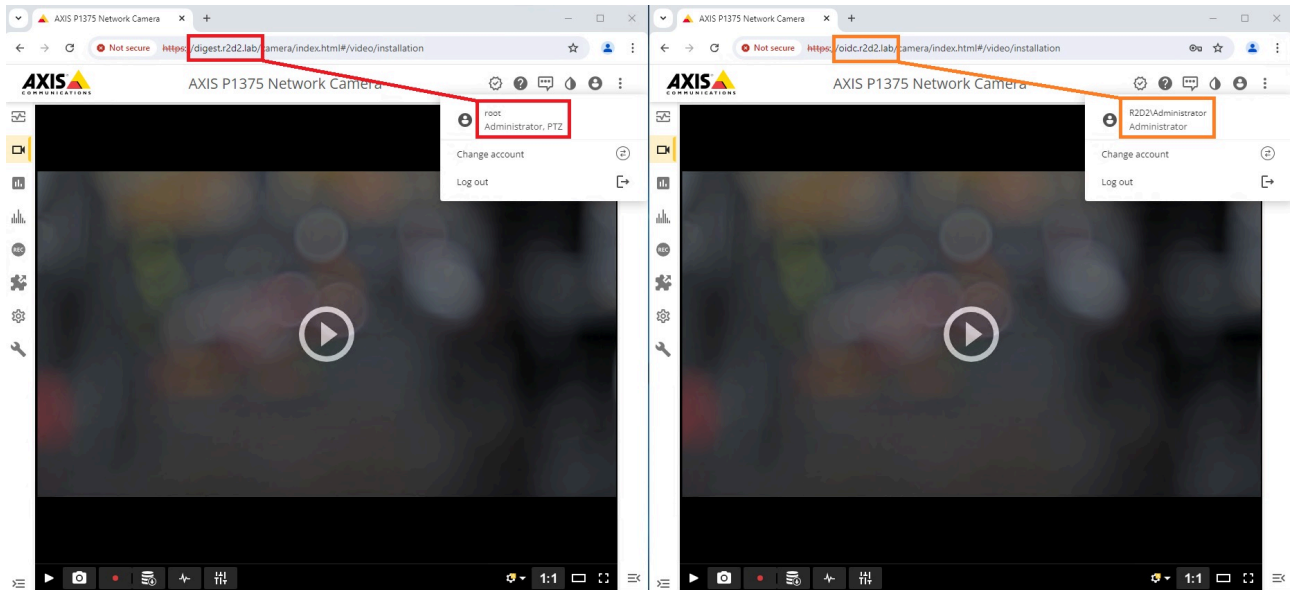 AXIS P1375 Network Camera
Not secure https://digest.r2d2.lab/camera/index.html#/video/installation
AXIS
COMMUNICATIONS
AXIS P1375 Network Camera
root
Administrator, PTZ
Change account
Log out
REC
1:1
AXIS P1375 Network Camera
Not secure https://oidc.r2d2.lab/camera/index.html#/video/installation
AXIS
COMMUNICATIONS
AXIS P1375 Network Camera
R2D2\Administrator
Administrator
Change account
Log out
REC
1:1